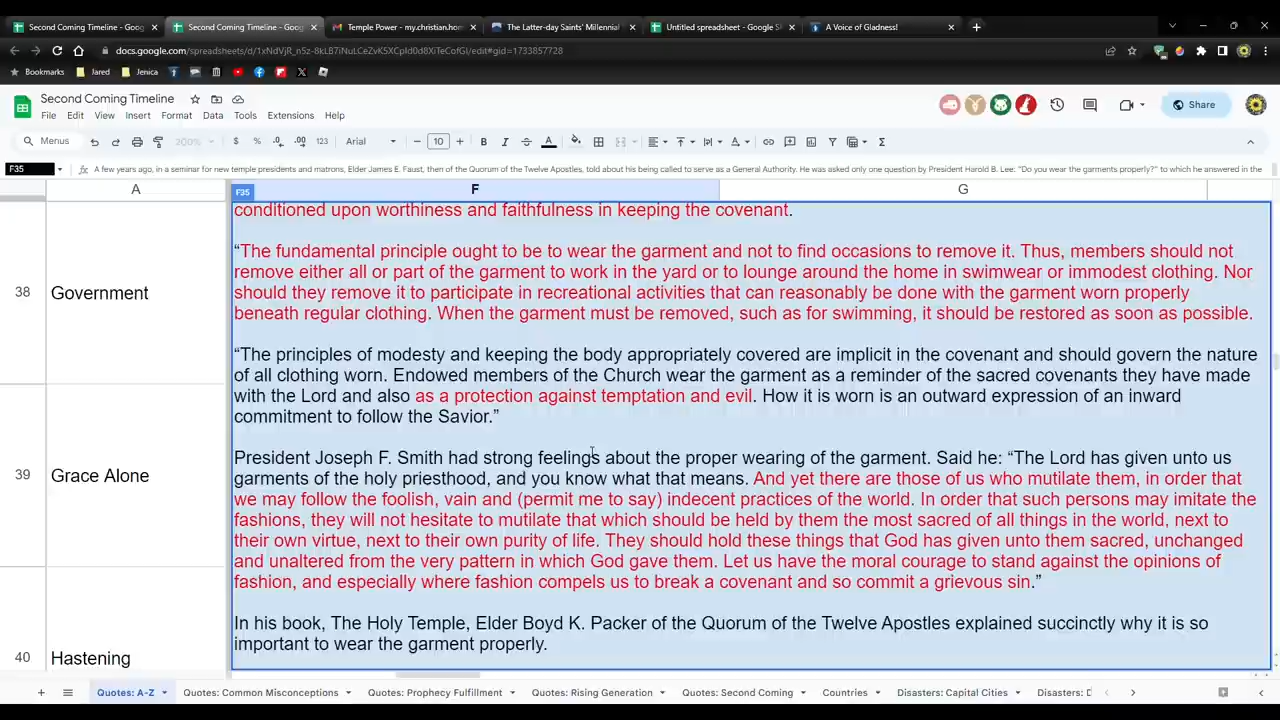 Second Coming Timeline - Goog
Second Coming Timeline - Goog
Temple Power - my.christian.hom
The Latter-day Saints' Millennial
Untitled spreadsheet - Google Sh
A Voice of Gladness!
docs.google.com
Bookmarks Jared Jenica
Second Coming Timeline
File Edit View Insert Format Data Tools Extensions Help
Share
Menus 200% $ % .0 .00 123 Arial 10
F35 A few years ago, in a seminar for new temple presidents and matrons, Elder James E. Faust, then of the Quorum of the Twelve Apostles, told about his being called to serve as a General Authority. He was asked only one question by President Harold B. Lee: "Do you wear the garments properly?" to which he answered in the
A F G
F35
conditioned upon worthiness and faithfulness in keeping the covenant.
“The fundamental principle ought to be to wear the garment and not to find occasions to remove it. Thus, members should not
remove either all or part of the garment to work in the yard or to lounge around the home in swimwear or immodest clothing. Nor
38 Government
should they remove it to participate in recreational activities that can reasonably be done with the garment worn properly
beneath regular clothing. When the garment must be removed, such as for swimming, it should be restored as soon as possible.
“The principles of modesty and keeping the body appropriately covered are implicit in the covenant and should govern the nature
of all clothing worn. Endowed members of the Church wear the garment as a reminder of the sacred covenants they have made
with the Lord and also as a protection against temptation and evil. How it is worn is an outward expression of an inward
commitment to follow the Savior.”
President Joseph F. Smith had strong feelings about the proper wearing of the garment. Said he: “The Lord has given unto us
39 Grace Alone
garments of the holy priesthood, and you know what that means. And yet there are those of us who mutilate them, in order that
we may follow the foolish, vain and (permit me to say) indecent practices of the world. In order that such persons may imitate the
fashions, they will not hesitate to mutilate that which should be held by them the most sacred of all things in the world, next to
their own virtue, next to their own purity of life. They should hold these things that God has given unto them sacred, unchanged
and unaltered from the very pattern in which God gave them. Let us have the moral courage to stand against the opinions of
fashion, and especially where fashion compels us to break a covenant and so commit a grievous sin.”
In his book, The Holy Temple, Elder Boyd K. Packer of the Quorum of the Twelve Apostles explained succinctly why it is so
important to wear the garment properly.
40 Hastening
Quotes: A-Z Quotes: Common Misconceptions Quotes: Prophecy Fulfillment Quotes: Rising Generation Quotes: Second Coming Countries Disasters: Capital Cities Disasters: D